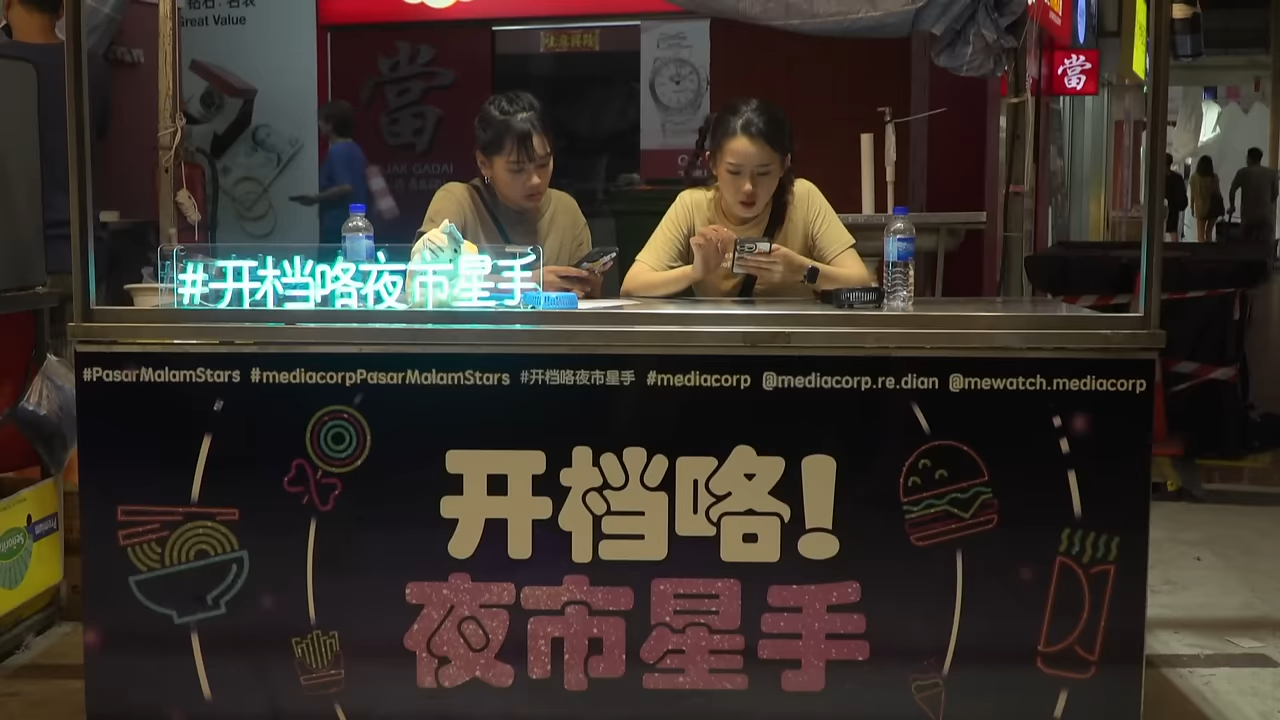 Great Value
當
當
#开档咯夜市星手
#PasarMalamStars #mediacorpPasarMalamStars #开档咯夜市星手 #mediacorp @mediacorp.re.dian @mewatch.mediacorp
开档咯!
夜市星手
Premium